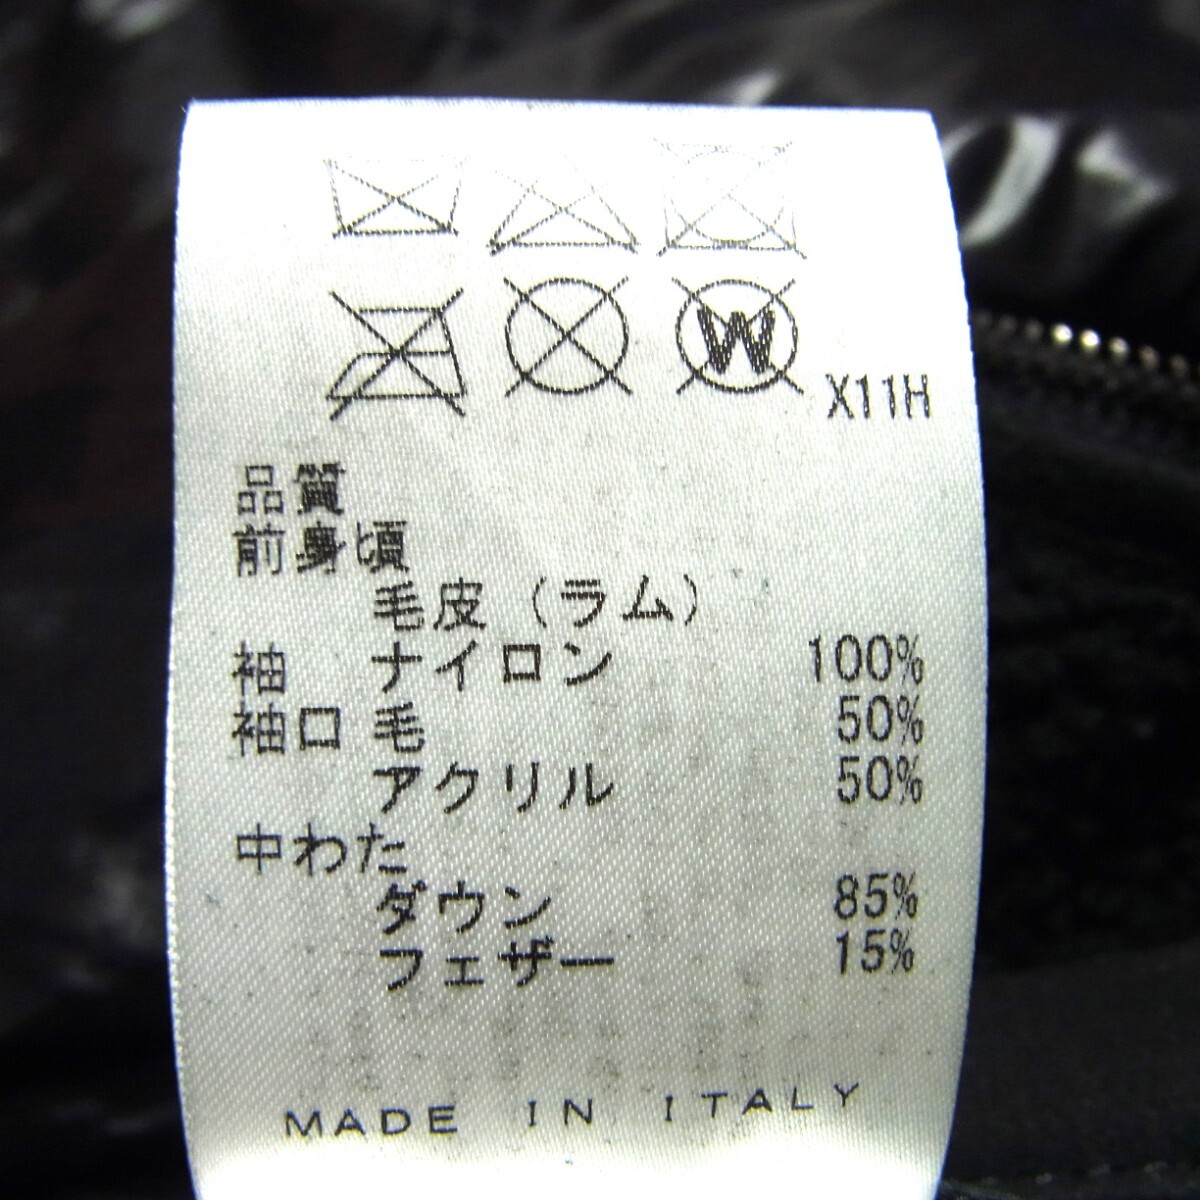 W
X11H
品質
前身頃
毛皮（ラム）
袖 ナイロン 100%
袖口 毛 50%
アクリル 50%
中わた
ダウン 85%
フェザー 15%
MADE IN ITALY